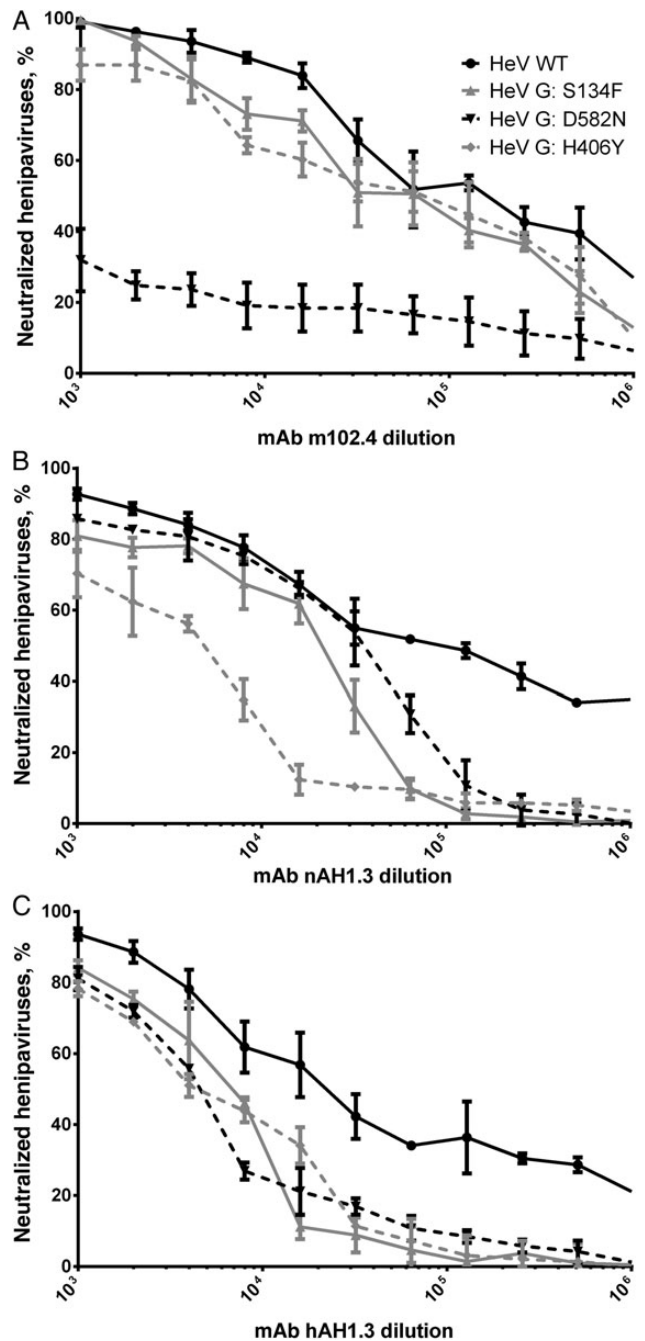 A
Neutralized henipaviruses, %
100
80
60
40
20
0
HeV WT
HeV G: S134F
HeV G: D582N
HeV G: H406Y
10³
10⁴
10⁵
10⁶
mAb m102.4 dilution
B
Neutralized henipaviruses, %
100
80
60
40
20
0
10³
10⁴
10⁵
10⁶
mAb nAH1.3 dilution
C
Neutralized henipaviruses, %
100
80
60
40
20
0
10³
10⁴
10⁵
10⁶
mAb hAH1.3 dilution